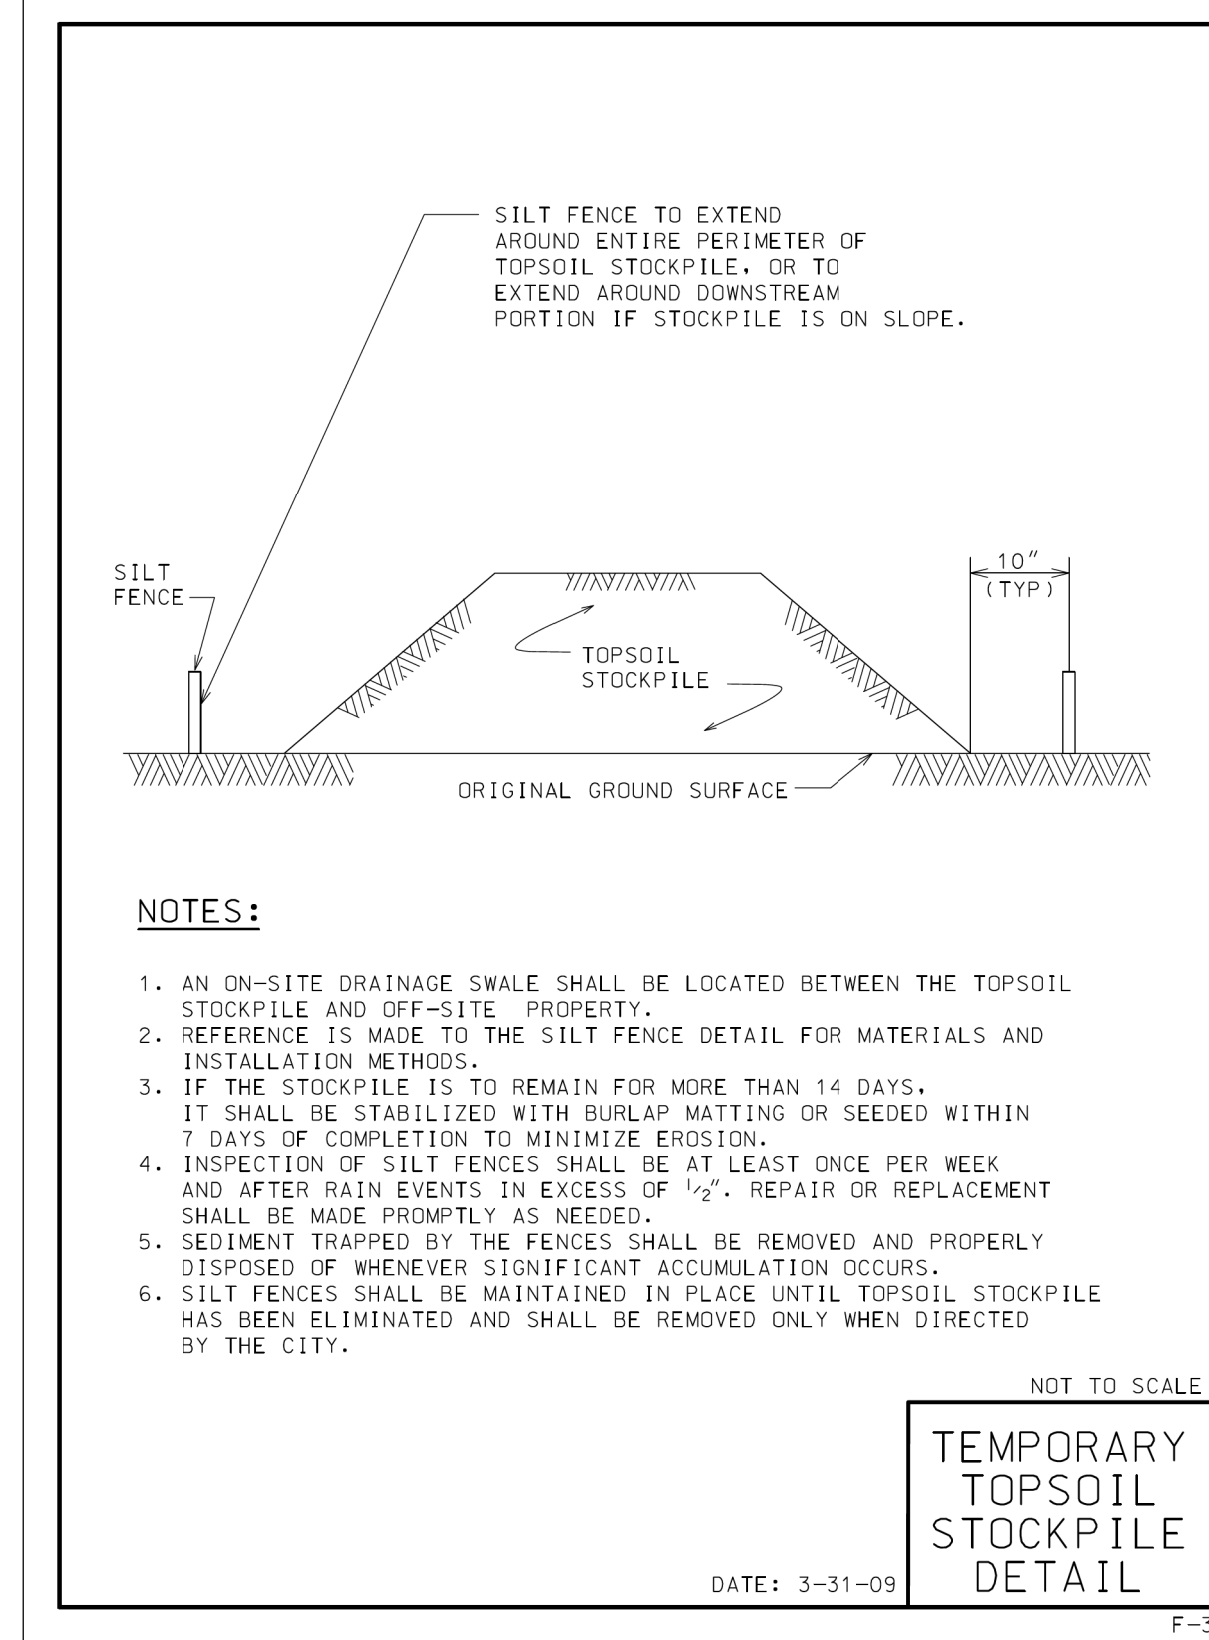 SILT FENCE TO EXTEND
AROUND ENTIRE PERIMETER OF
TOPSOIL STOCKPILE, OR TO
EXTEND AROUND DOWNSTREAM
PORTION IF STOCKPILE IS ON SLOPE.
SILT
FENCE
10"
(TYP)
TOPSOIL
STOCKPILE
ORIGINAL GROUND SURFACE
NOTES:
1. AN ON-SITE DRAINAGE SWALE SHALL BE LOCATED BETWEEN THE TOPSOIL
STOCKPILE AND OFF-SITE PROPERTY.
2. REFERENCE IS MADE TO THE SILT FENCE DETAIL FOR MATERIALS AND
INSTALLATION METHODS.
3. IF THE STOCKPILE IS TO REMAIN FOR MORE THAN 14 DAYS,
IT SHALL BE STABILIZED WITH BURLAP MATTING OR SEEDED WITHIN
7 DAYS OF COMPLETION TO MINIMIZE EROSION.
4. INSPECTION OF SILT FENCES SHALL BE AT LEAST ONCE PER WEEK
AND AFTER RAIN EVENTS IN EXCESS OF 1/2". REPAIR OR REPLACEMENT
SHALL BE MADE PROMPTLY AS NEEDED.
5. SEDIMENT TRAPPED BY THE FENCES SHALL BE REMOVED AND PROPERLY
DISPOSED OF WHENEVER SIGNIFICANT ACCUMULATION OCCURS.
6. SILT FENCES SHALL BE MAINTAINED IN PLACE UNTIL TOPSOIL STOCKPILE
HAS BEEN ELIMINATED AND SHALL BE REMOVED ONLY WHEN DIRECTED
BY THE CITY.
NOT TO SCALE
TEMPORARY
TOPSOIL
STOCKPILE
DETAIL
DATE: 3-31-09